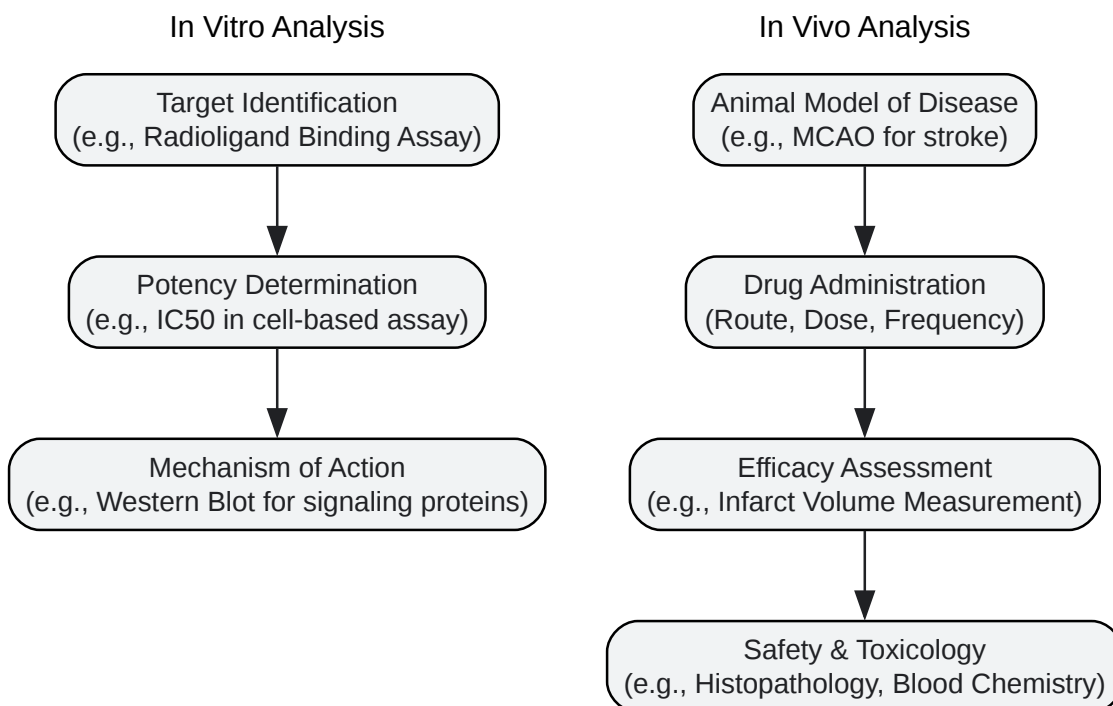 In Vitro Analysis
Target Identification
(e.g., Radioligand Binding Assay)
Potency Determination
(e.g., IC50 in cell-based assay)
Mechanism of Action
(e.g., Western Blot for signaling proteins)
In Vivo Analysis
Animal Model of Disease
(e.g., MCAO for stroke)
Drug Administration
(Route, Dose, Frequency)
Efficacy Assessment
(e.g., Infarct Volume Measurement)
Safety & Toxicology
(e.g., Histopathology, Blood Chemistry)